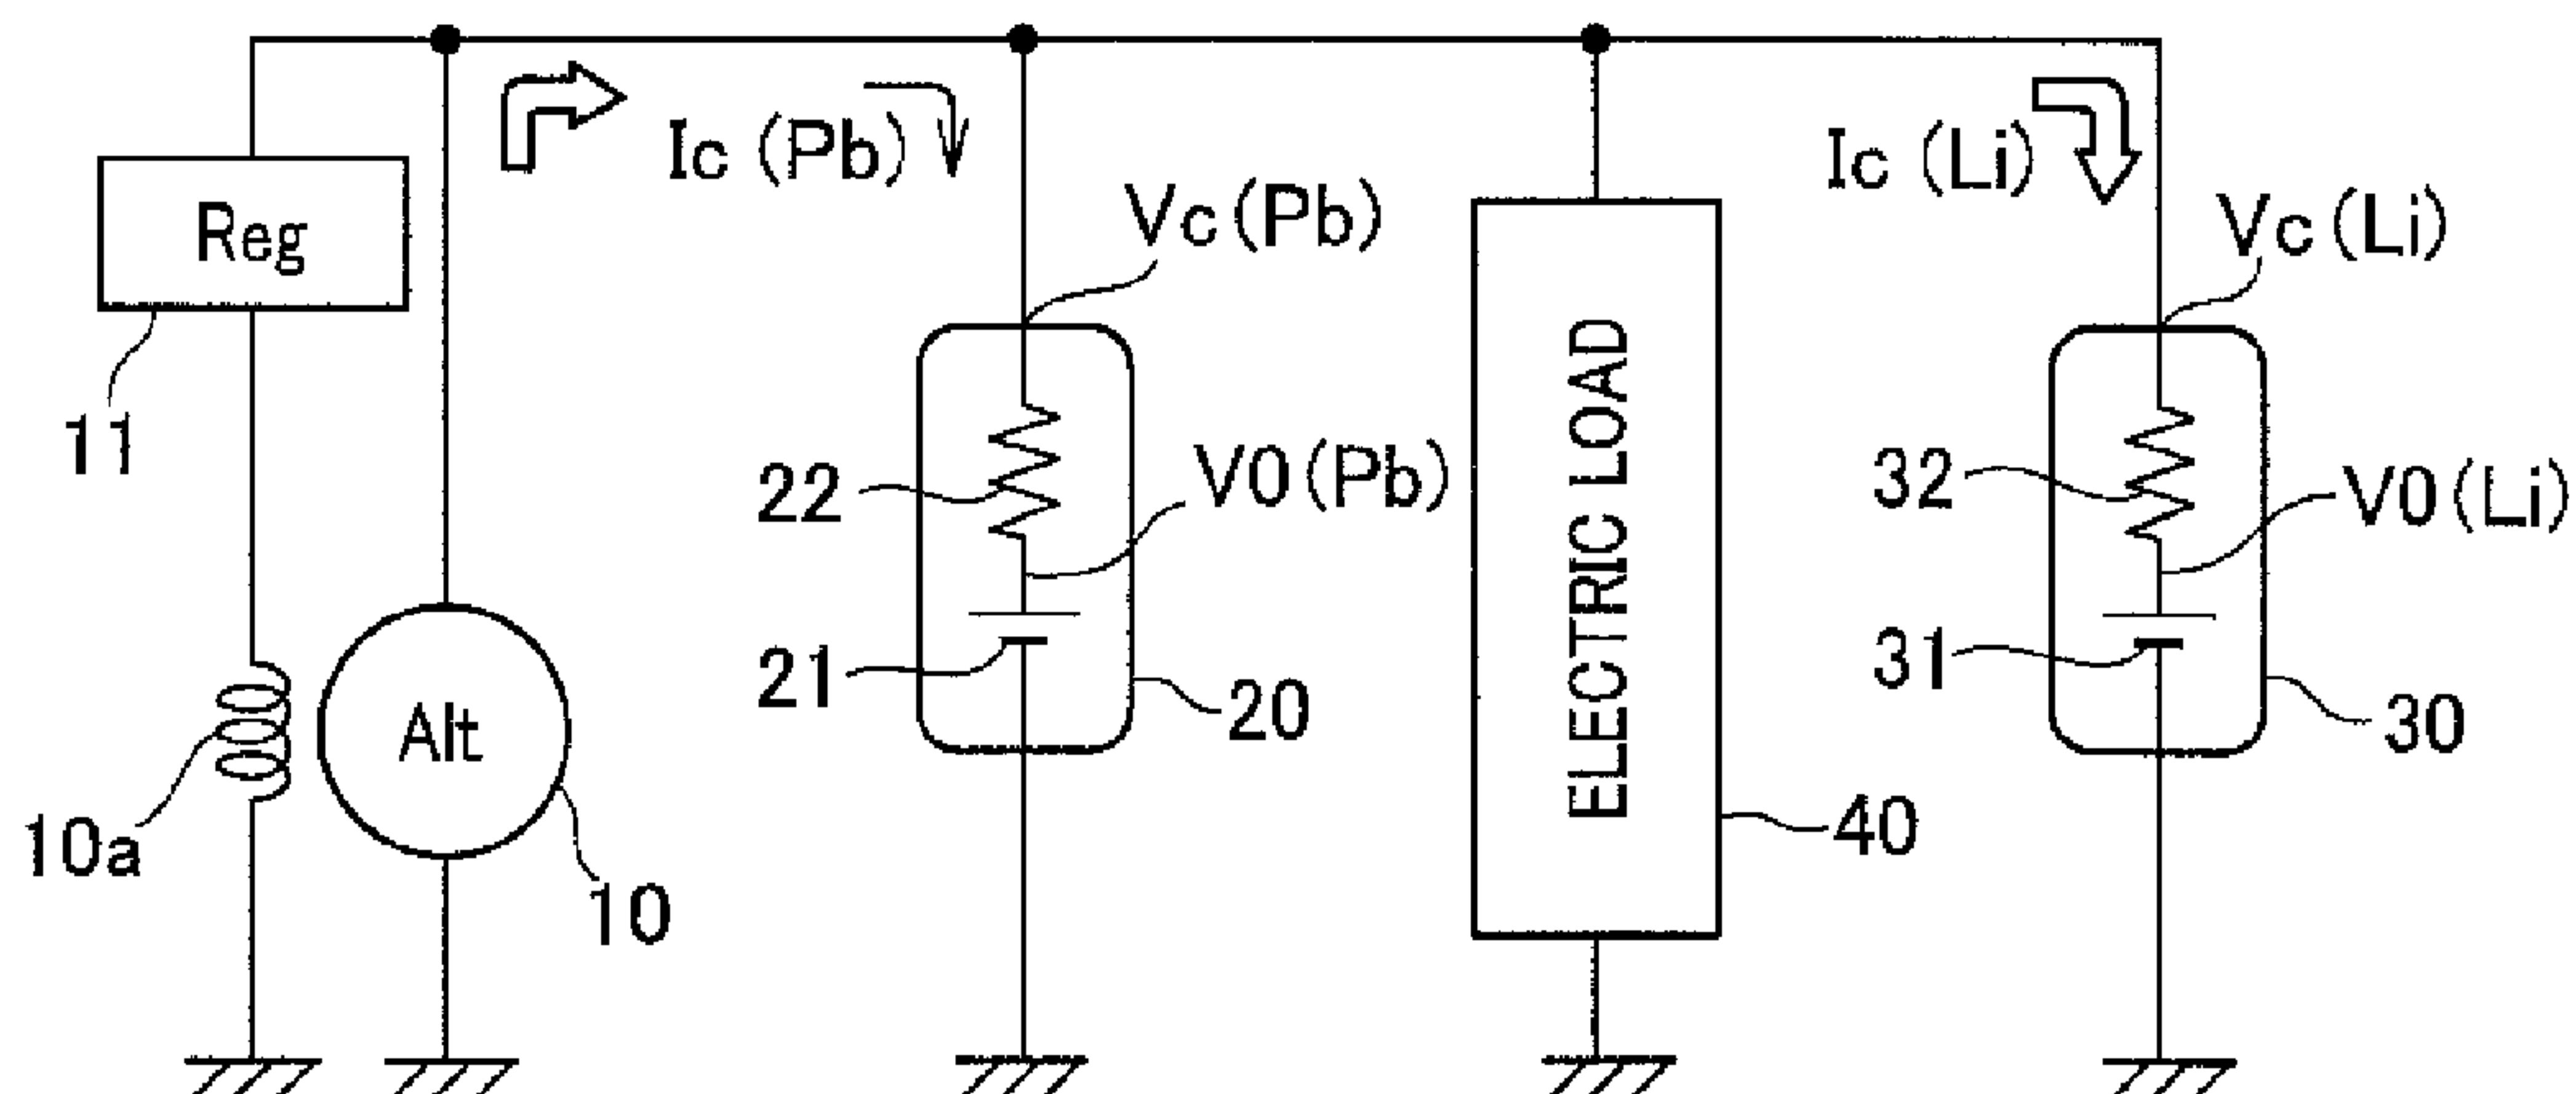 Reg
11
10a
Alt
10
Ic (Pb)
Vc (Pb)
22
V0 (Pb)
21
20
ELECTRIC LOAD
40
Ic (Li)
Vc (Li)
32
V0 (Li)
31
30